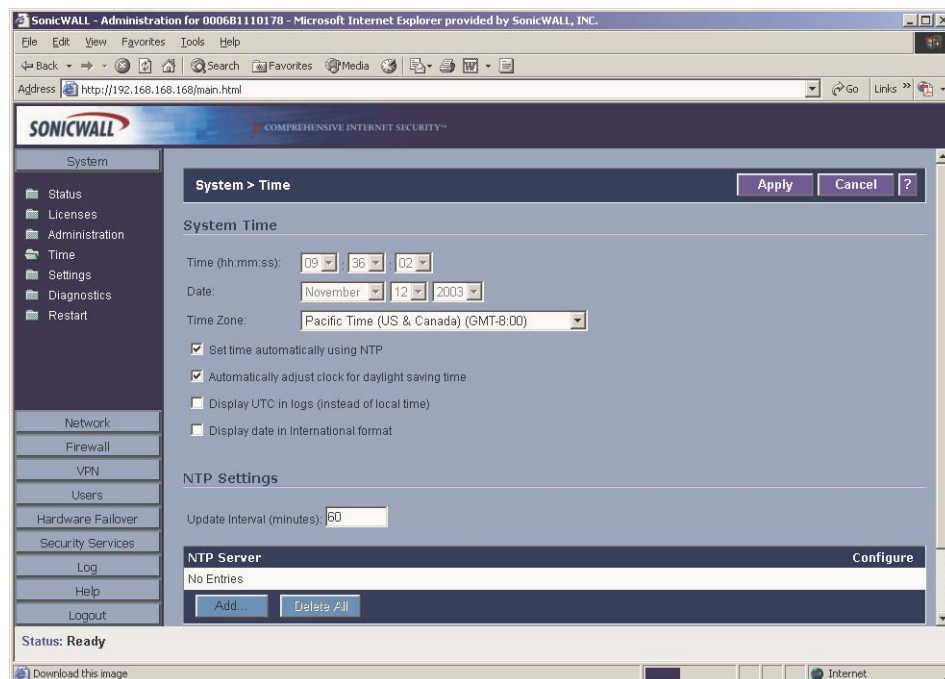 SonicWALL - Administration for 0006B1110178 - Microsoft Internet Explorer provided by SonicWALL, INC.
File Edit View Favorites Tools Help
Back Search Favorites Media
Address http://192.168.168.168/main.html Go Links »
SONICWALL COMPREHENSIVE INTERNET SECURITY™
System
Status
Licenses
Administration
Time
Settings
Diagnostics
Restart
Network
Firewall
VPN
Users
Hardware Failover
Security Services
Log
Help
Logout
System > Time Apply Cancel ?
System Time
Time (hh:mm:ss): 09 : 36 : 02
Date: November 12 2003
Time Zone: Pacific Time (US & Canada) (GMT-8:00)
Set time automatically using NTP
Automatically adjust clock for daylight saving time
Display UTC in logs (instead of local time)
Display date in International format
NTP Settings
Update Interval (minutes): 60
NTP Server Configure
No Entries
Add... Delete All
Status: Ready
Download this image Internet